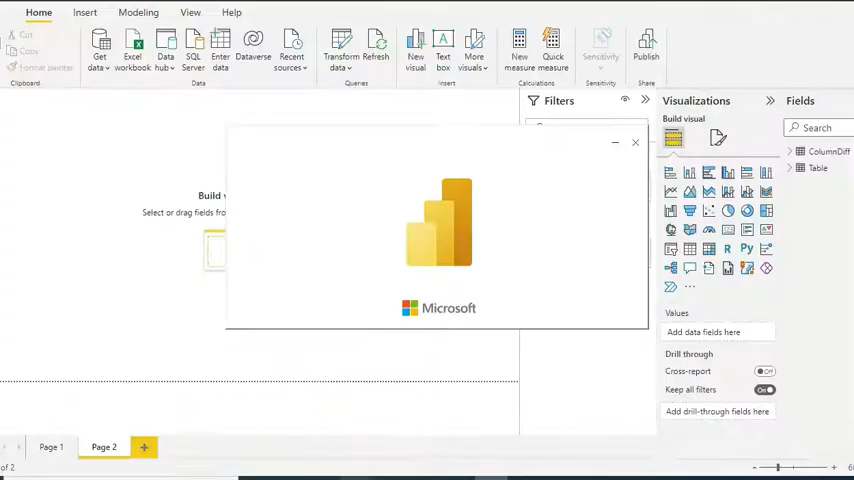 Home Insert Modeling View Help
Cut
Copy
Format painter
Clipboard
Get data
Excel workbook
Data hub
SQL Server
Enter data
Dataverse
Recent sources
Data
Transform data
Refresh
Queries
New visual
Text box
More visuals
Insert
New measure
Quick measure
Calculations
Sensitivity
Sensitivity
Publish
Share
Filters
Visualizations
Build visual
Fields
Search
ColumnDiff
Table
Build v
Select or drag fields fro
Microsoft
R
Py
Values
Add data fields here
Drill through
Cross-report
Off
Keep all filters
On
Add drill-through fields here
Page 1
Page 2
of 2